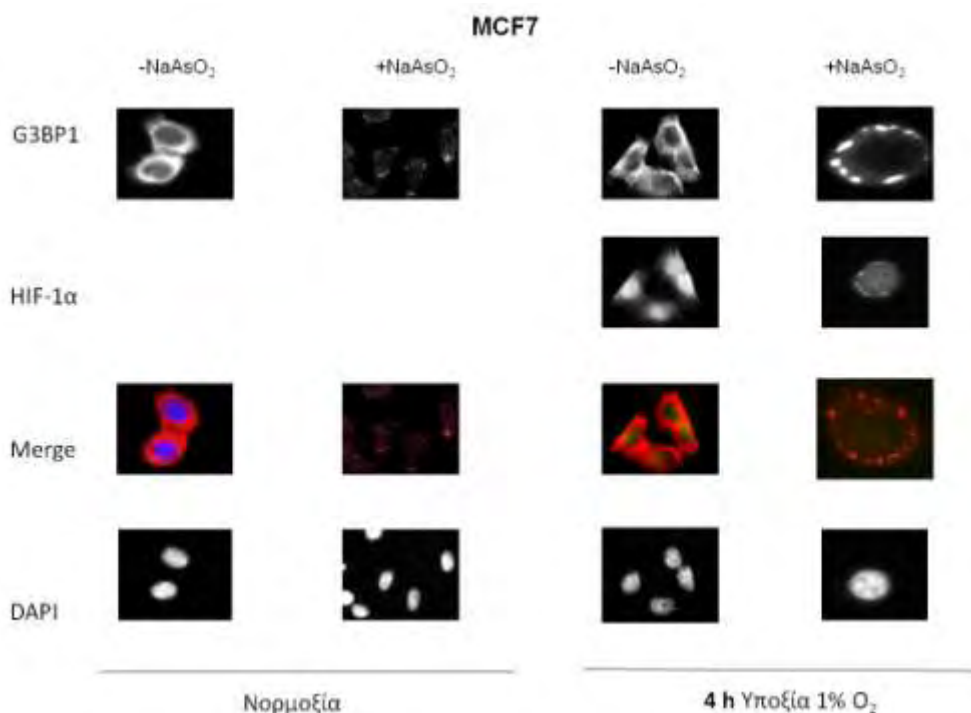 MCF7
-NaAsO₂ +NaAsO₂ -NaAsO₂ +NaAsO₂
G3BP1
HIF-1α
Merge
DAPI
Νορμοξία 4 h Υποξία 1% O₂